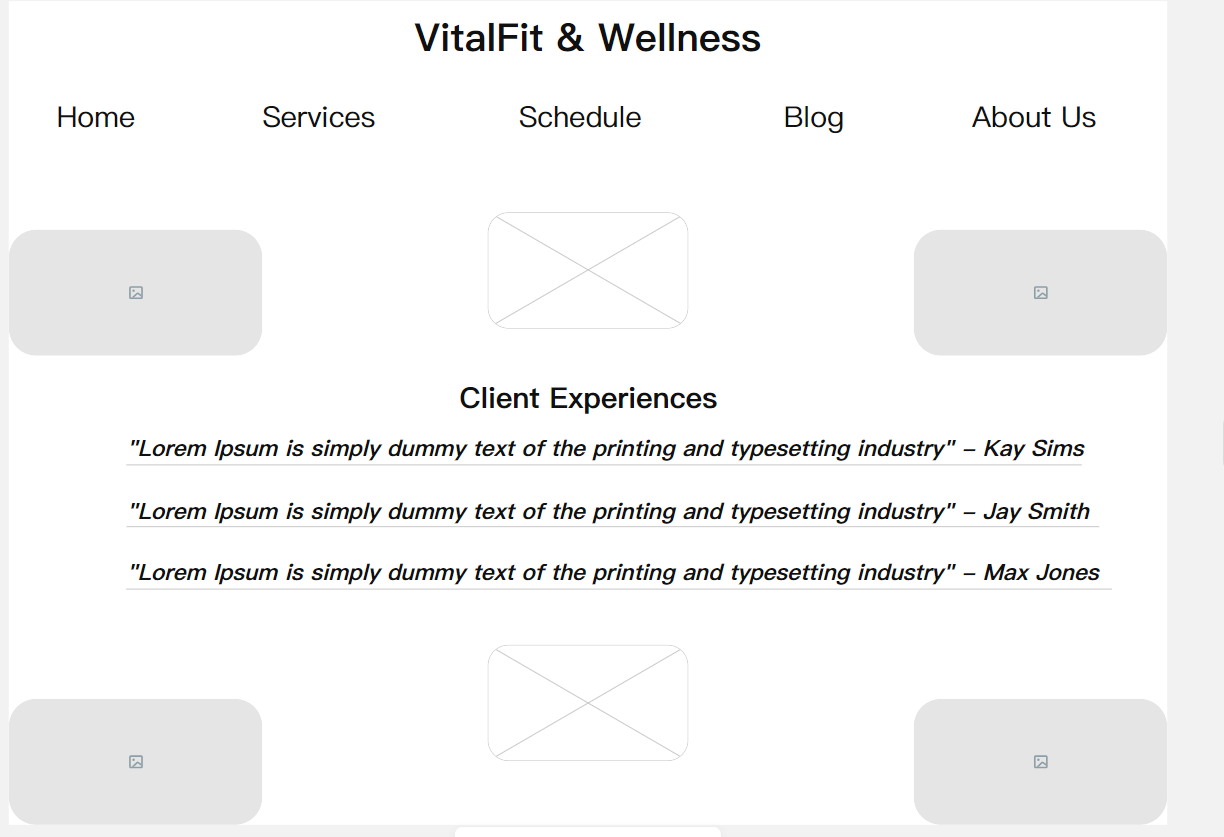 VitalFit & Wellness
Home Services Schedule Blog About Us
Client Experiences
"Lorem Ipsum is simply dummy text of the printing and typesetting industry" – Kay Sims
"Lorem Ipsum is simply dummy text of the printing and typesetting industry" – Jay Smith
"Lorem Ipsum is simply dummy text of the printing and typesetting industry" – Max Jones